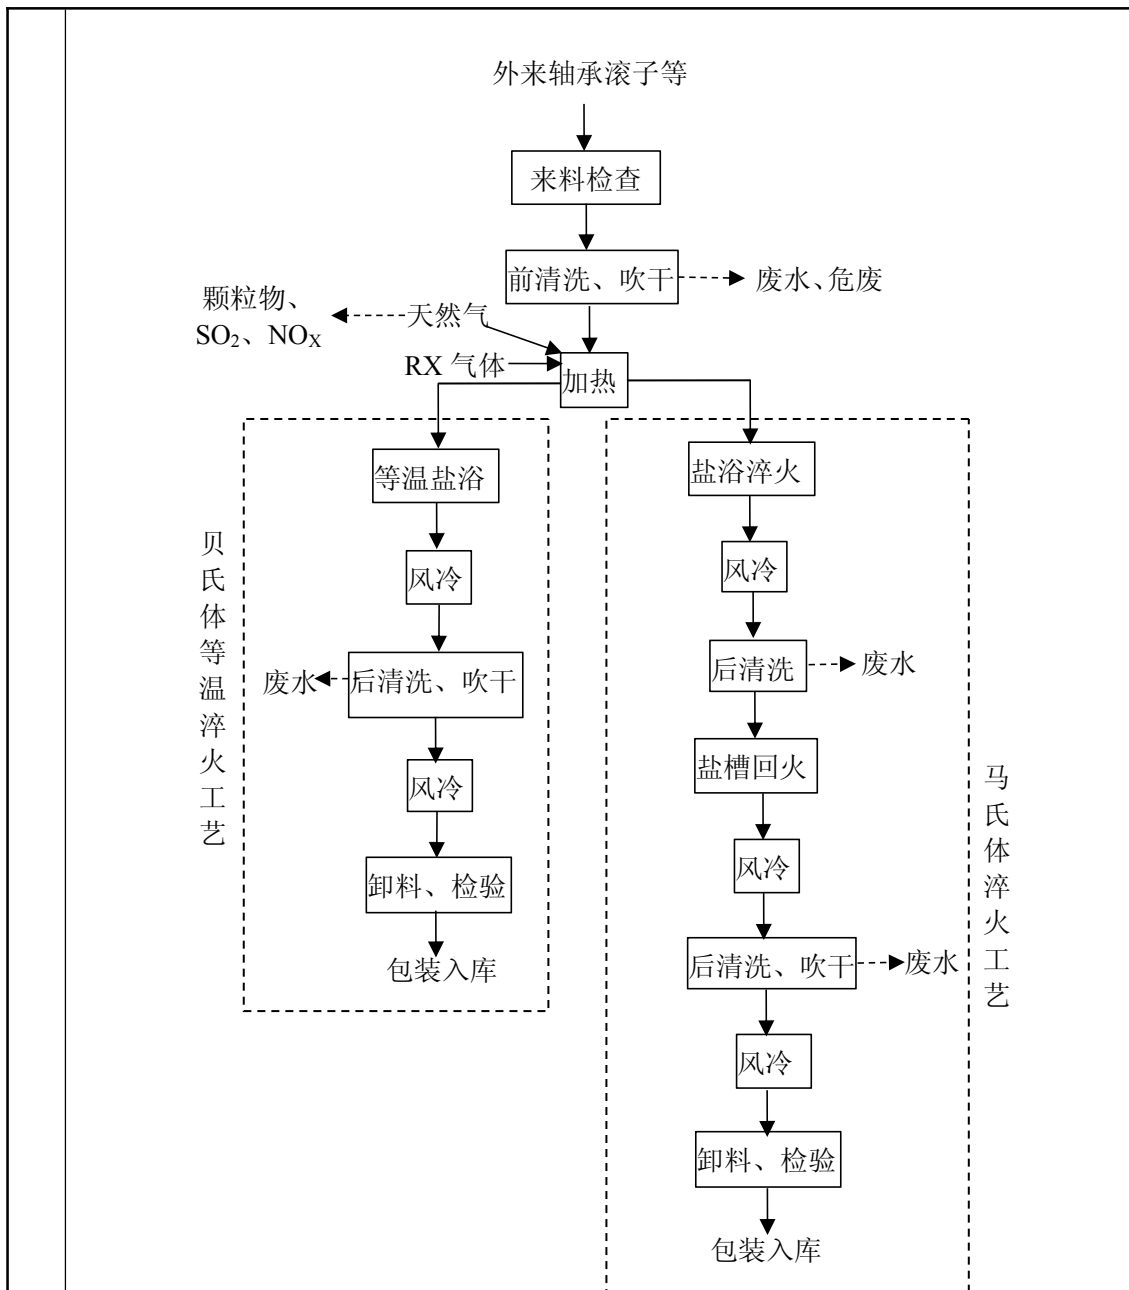 外来轴承滚子等
来料检查
前清洗、吹干
废水、危废
颗粒物、
SO₂、NOX
天然气
RX 气体
加热
贝氏体等温淬火工艺
等温盐浴
风冷
后清洗、吹干
废水
风冷
卸料、检验
包装入库
马氏体淬火工艺
盐浴淬火
风冷
后清洗
废水
盐槽回火
风冷
后清洗、吹干
废水
风冷
卸料、检验
包装入库